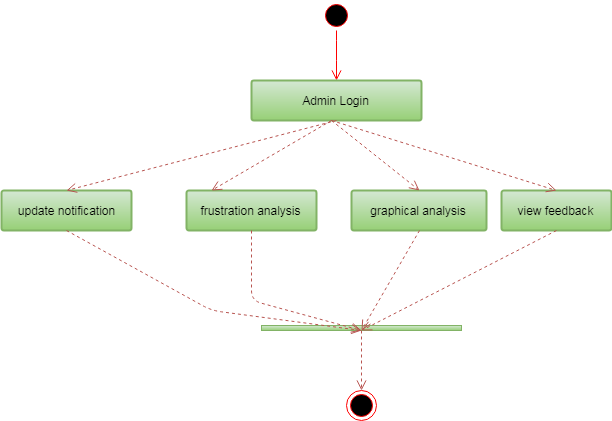 Admin Login
update notification
frustration analysis
graphical analysis
view feedback